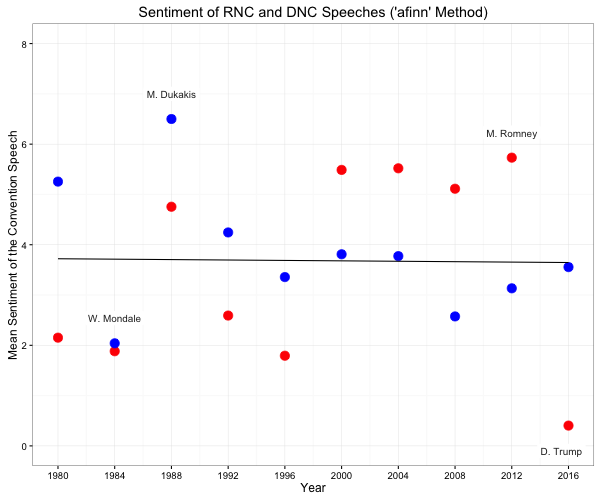 Sentiment of RNC and DNC Speeches ('afinn' Method)
Mean Sentiment of the Convention Speech
8
6
4
2
0
M. Dukakis
M. Romney
W. Mondale
D. Trump
1980 1984 1988 1992 1996 2000 2004 2008 2012 2016
Year